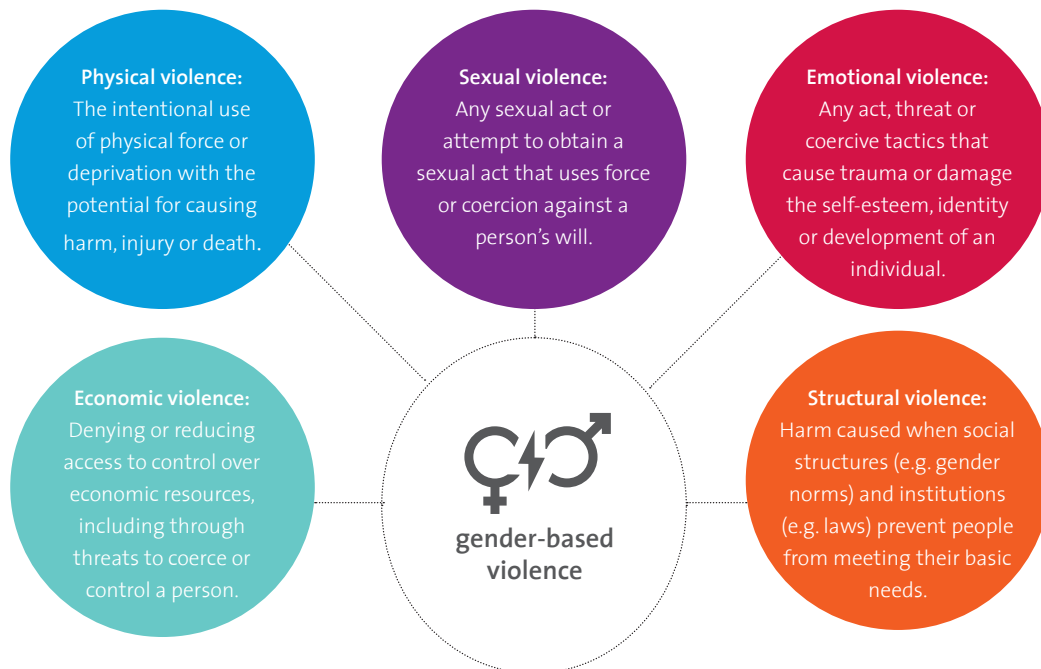 Physical violence:
The intentional use
of physical force or
deprivation with the
potential for causing
harm, injury or death.
Sexual violence:
Any sexual act or
attempt to obtain a
sexual act that uses force
or coercion against a
person's will.
Emotional violence:
Any act, threat or
coercive tactics that
cause trauma or damage
the self-esteem, identity
or development of an
individual.
Economic violence:
Denying or reducing
access to control over
economic resources,
including through
threats to coerce or
control a person.
gender-based
violence
Structural violence:
Harm caused when social
structures (e.g. gender
norms) and institutions
(e.g. laws) prevent people
from meeting their basic
needs.